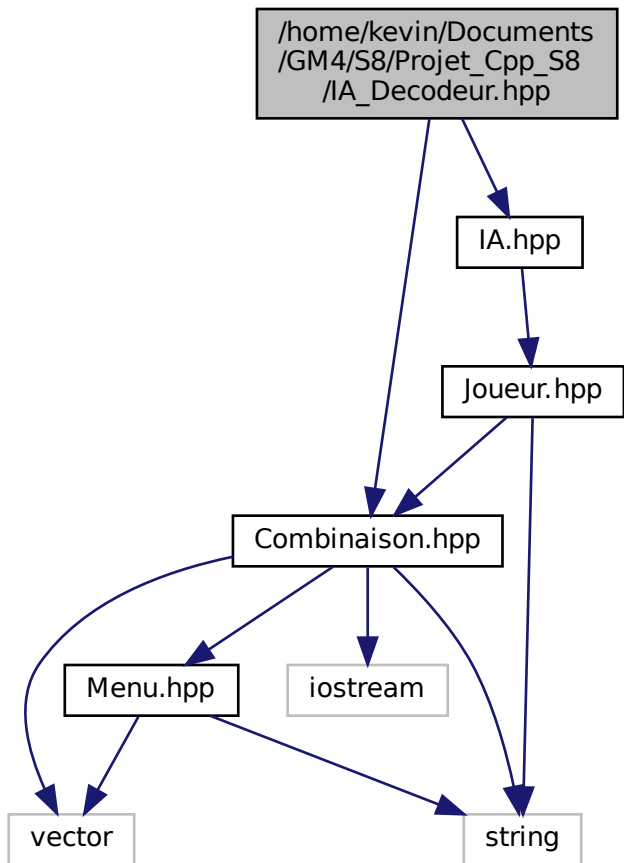 /home/kevin/Documents
/GM4/S8/Projet_Cpp_S8
/IA_Decodeur.hpp
IA.hpp
Joueur.hpp
Combinaison.hpp
Menu.hpp
iostream
vector
string